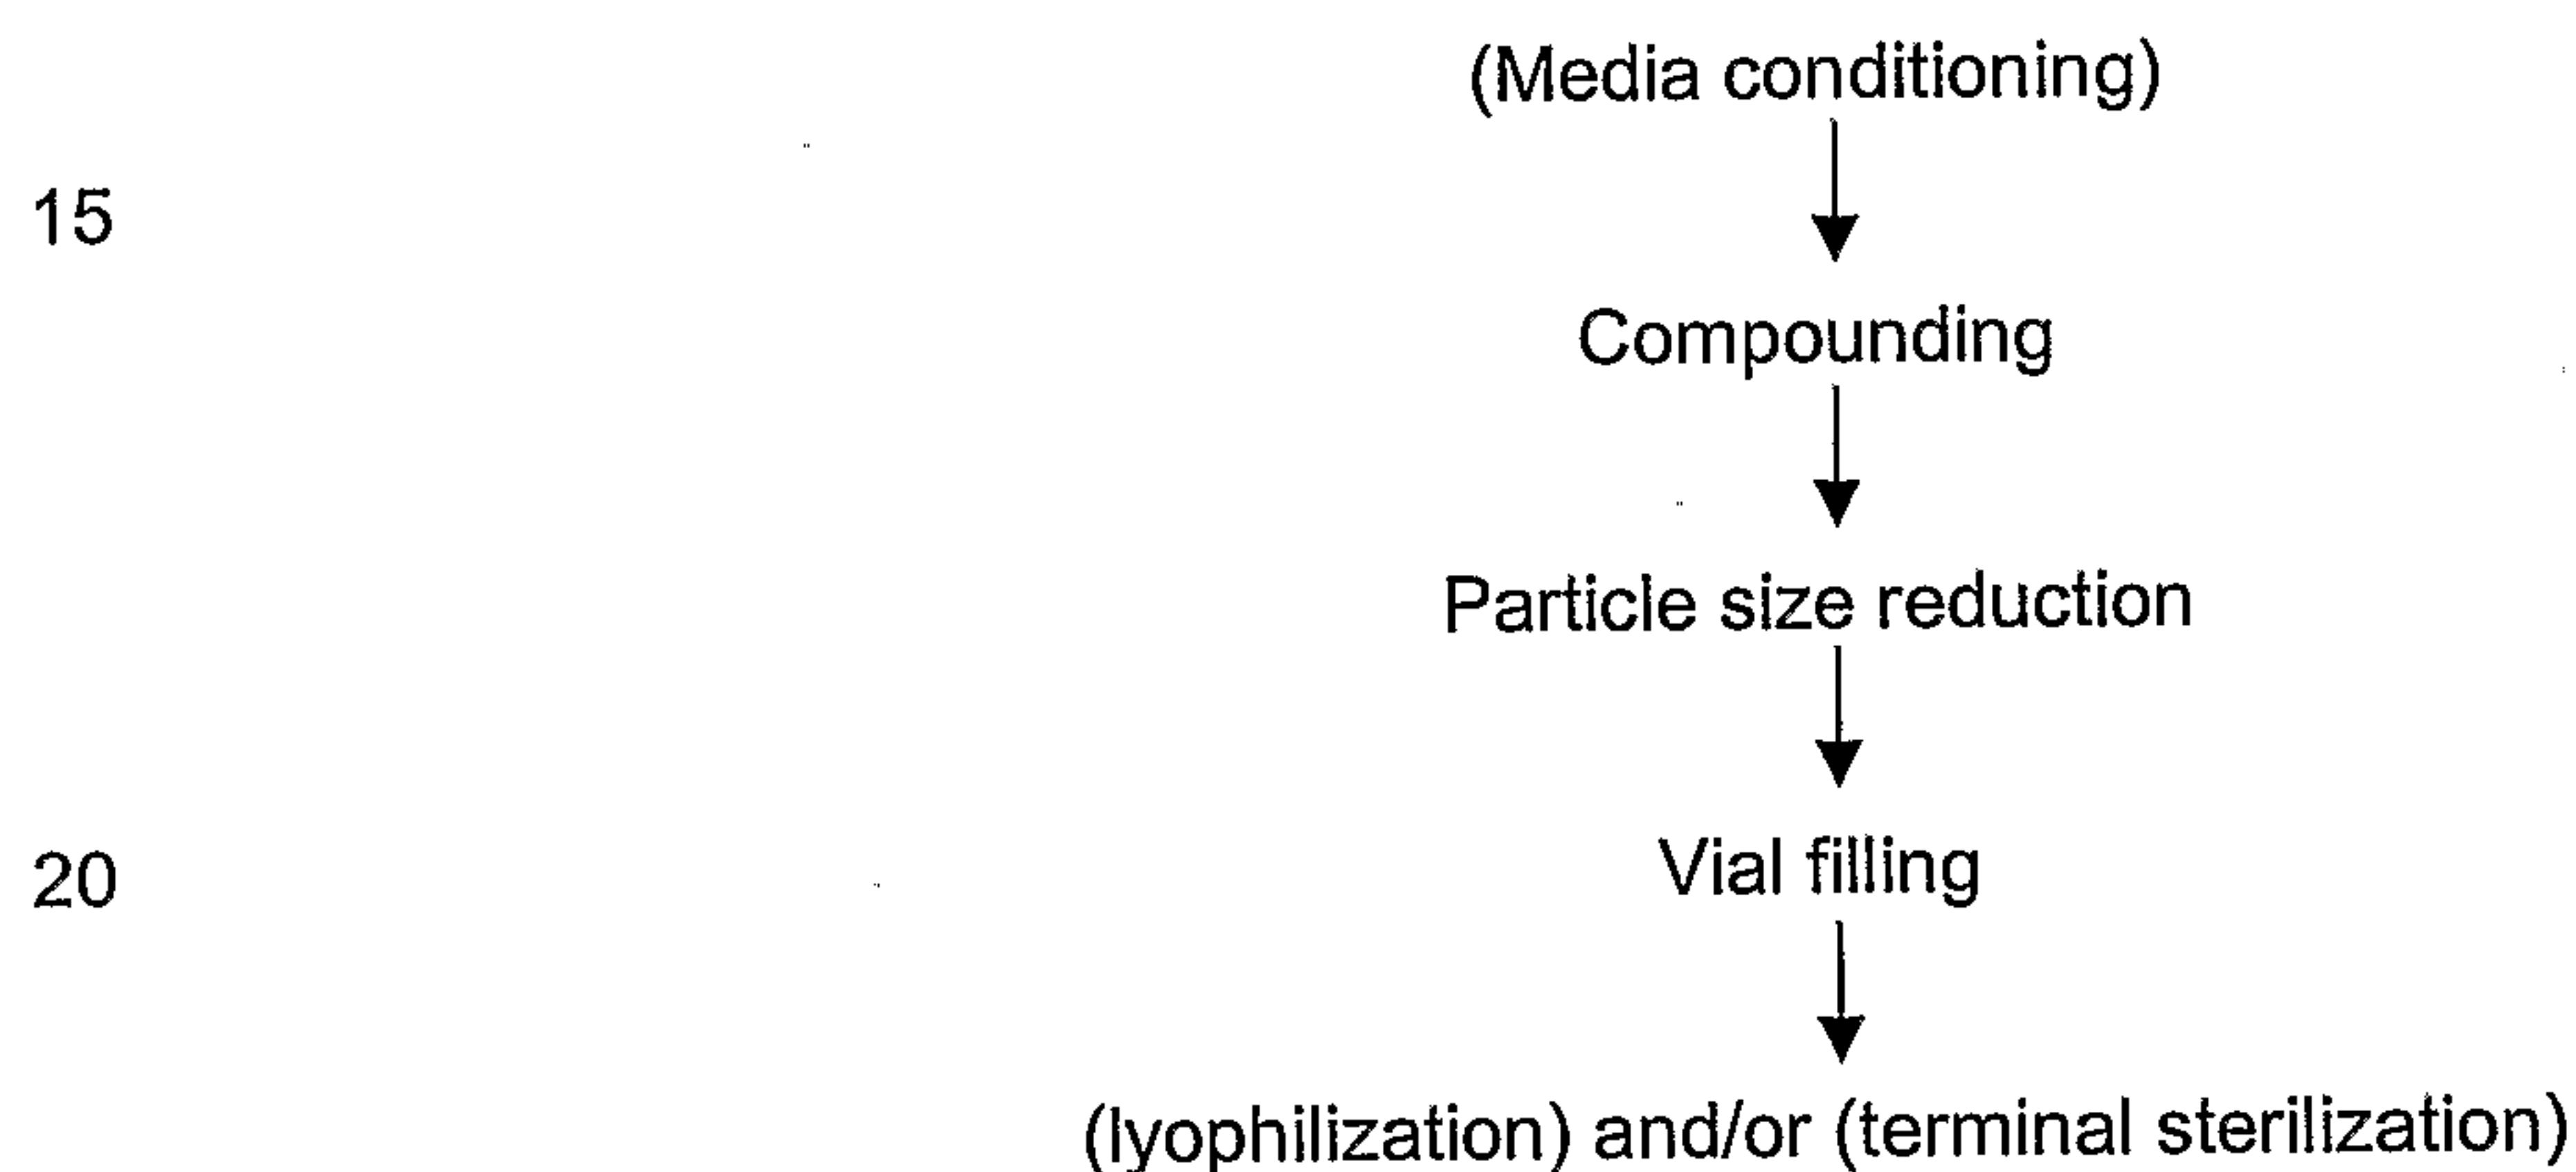 (Media conditioning)
15
Compounding
Particle size reduction
Vial filling
20
(lyophilization) and/or (terminal sterilization)